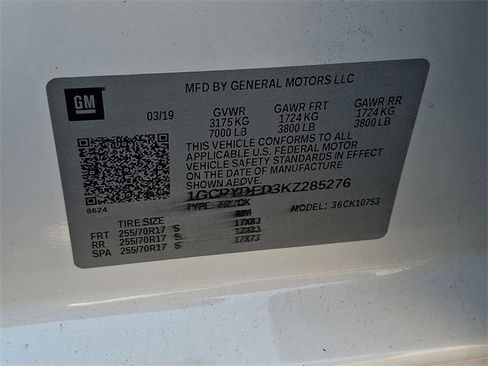 MFD BY GENERAL MOTORS LLC
GM
03/19 GVWR GAWR FRT GAWR RR
3175 KG 1724 KG 1724 KG
7000 LB 3800 LB 3800 LB
THIS VEHICLE CONFORMS TO ALL
APPLICABLE U.S. FEDERAL MOTOR
VEHICLE SAFETY STANDARDS IN EFFECT
ON THE DATE OF MANUFACTURE
SHOWN ABOVE.
8624
TYPE: MODEL: 36CK10753
TIRE SIZE RIM
FRT 255/70R17 S
RR 255/70R17 S
SPA 255/70R17 S